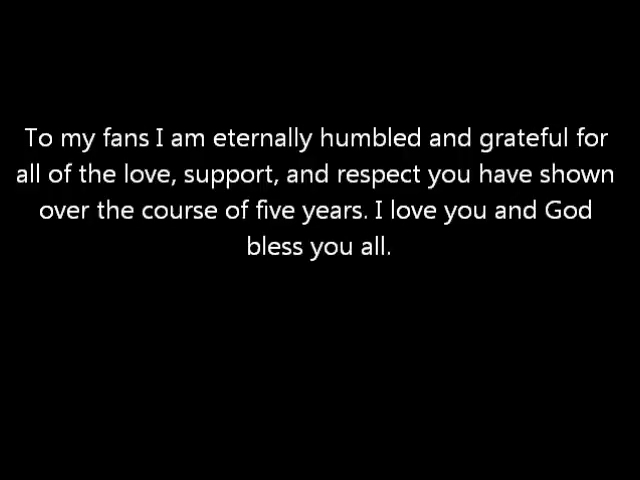 To my fans I am eternally humbled and grateful for
all of the love, support, and respect you have shown
over the course of five years. I love you and God
bless you all.